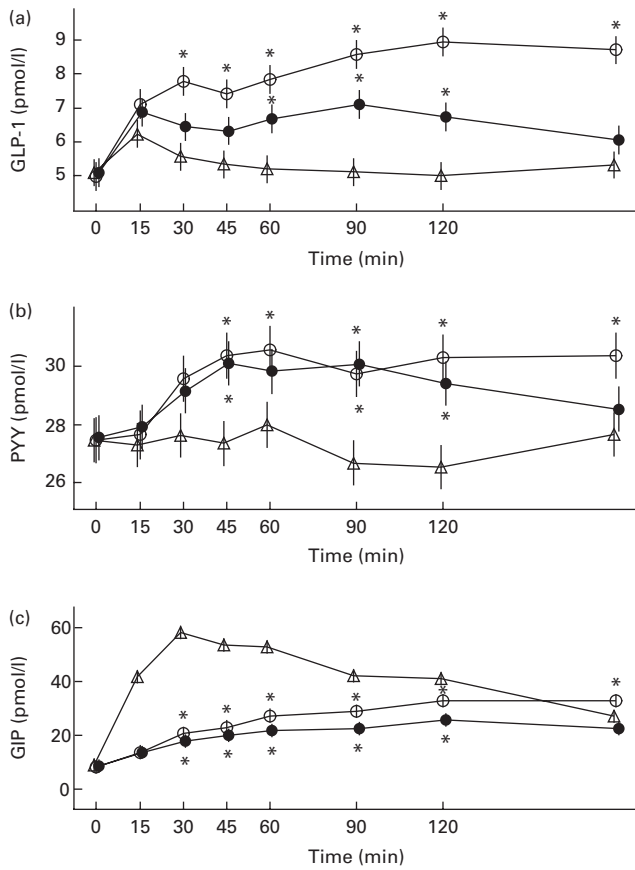 (a)
GLP-1 (pmol/l)
9
8
7
6
5
* * * * * *
* * *
0 15 30 45 60 90 120
Time (min)
(b)
PYY (pmol/l)
30
28
26
* * * * *
* * *
0 15 30 45 60 90 120
Time (min)
(c)
GIP (pmol/l)
60
40
20
0
* * * * * *
* * * * *
0 15 30 45 60 90 120
Time (min)